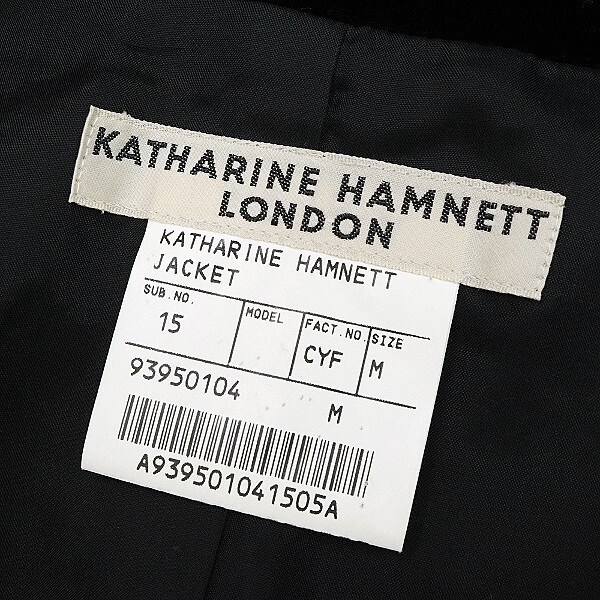 KATHARINE HAMNETT
LONDON
KATHARINE HAMNETT
JACKET
SUB.NO. MODEL FACT.NO SIZE
15 CYF M
93950104 M
A939501041505A